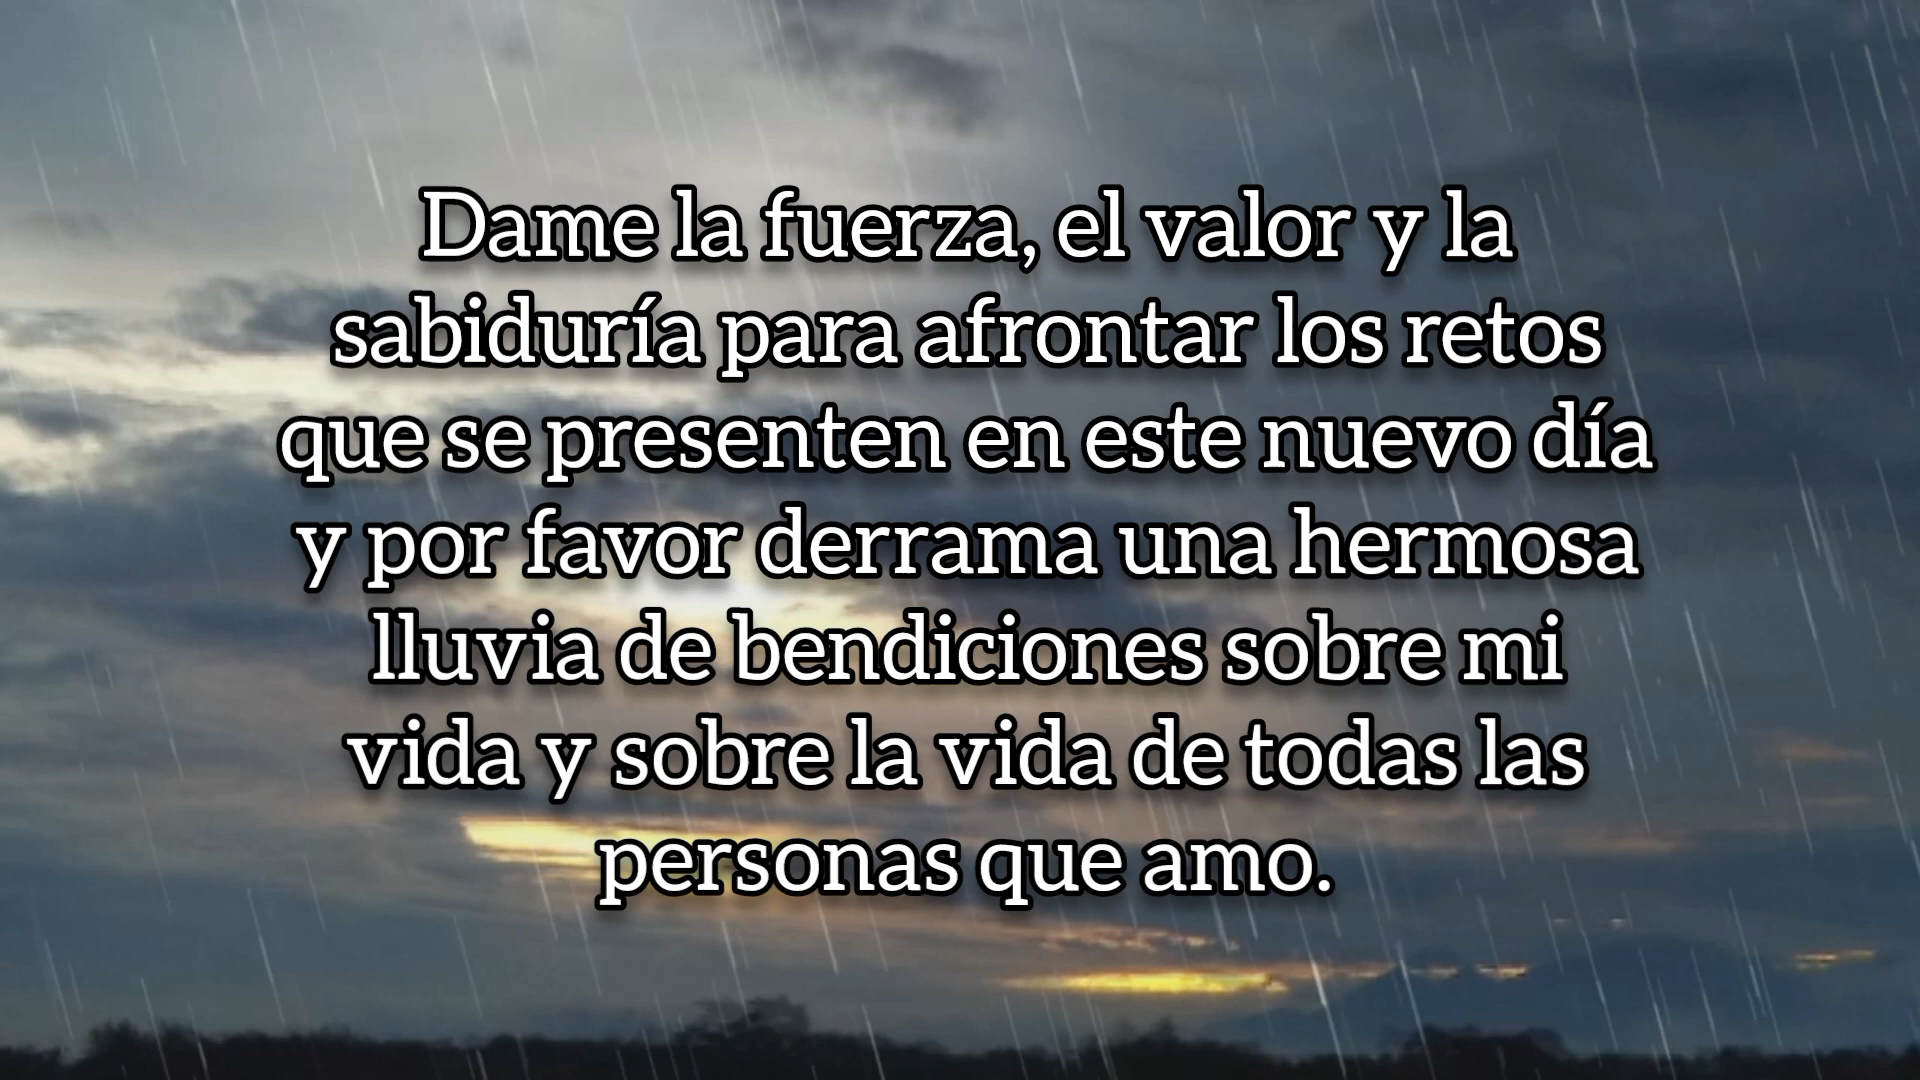 Dame la fuerza, el valor y la
sabiduría para afrontar los retos
que se presenten en este nuevo día
y por favor derrama una hermosa
lluvia de bendiciones sobre mi
vida y sobre la vida de todas las
personas que amo.